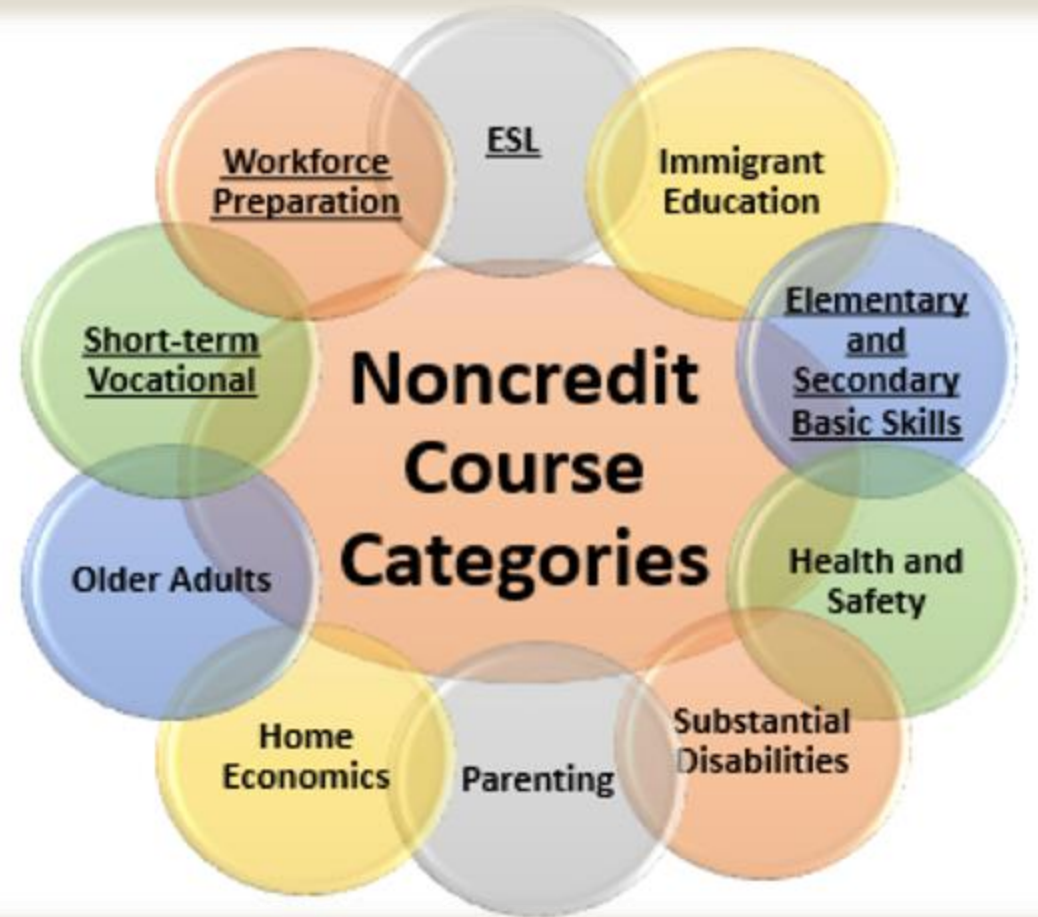 ESL
Immigrant
Education
Elementary
and
Secondary
Basic Skills
Health and
Safety
Substantial
Disabilities
Parenting
Home
Economics
Older Adults
Short-term
Vocational
Workforce
Preparation
Noncredit
Course
Categories